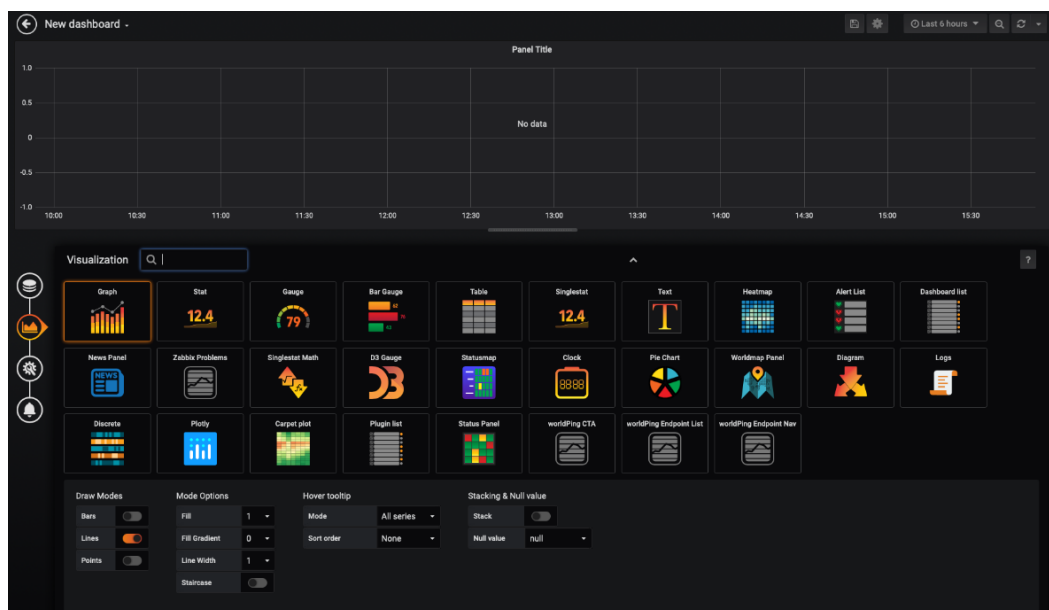 New dashboard
Last 6 hours
Panel Title
1.0
0.5
No data
0
-0.5
-1.0
10:00 10:30 11:00 11:30 12:00 12:30 13:00 13:30 14:00 14:30 15:00 15:30
Visualization
?
Graph Stat Gauge Bar Gauge Table Singlestat Text Heatmap Alert List Dashboard list
12.4 79 62 12.4 T
News Panel Zabbix Problems Singlestat Math D3 Gauge Statusmap Clock Pie Chart Worldmap Panel Diagram Logs
NEWS D3 88:88
Discrete Plotly Carpet plot Plugin list Status Panel worldPing CTA worldPing Endpoint List worldPing Endpoint Nav
Draw Modes Mode Options Hover tooltip Stacking & Null value
Bars Fill 1 Mode All series Stack
Lines Fill Gradient 0 Sort order None Null value null
Points Line Width 1
Staircase